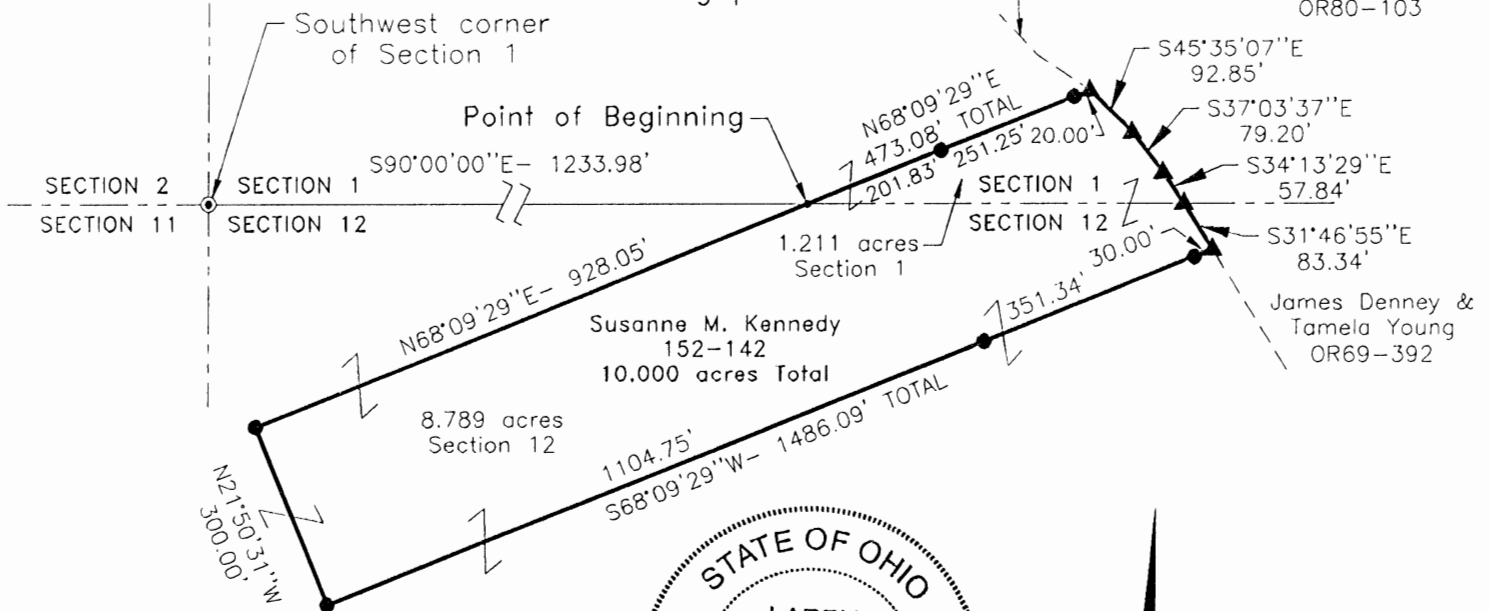 OR80-103
Southwest corner
of Section 1
S45°35'07"E
92.85'
Point of Beginning
N68°09'29"E
473.08' TOTAL
201.83' 251.25' 20.00'
S37°03'37"E
79.20'
S90°00'00"E- 1233.98'
S34°13'29"E
57.84'
SECTION 2 SECTION 1
SECTION 11 SECTION 12
SECTION 1
SECTION 12
1.211 acres
Section 1
30.00'
S31°46'55"E
83.34'
N68°09'29"E- 928.05'
351.34'
James Denney &
Tamela Young
OR69-392
Susanne M. Kennedy
152-142
10.000 acres Total
8.789 acres
Section 12
1104.75'
S68°09'29"W- 1486.09' TOTAL
N21°50'31"W
300.00'
STATE OF OHIO